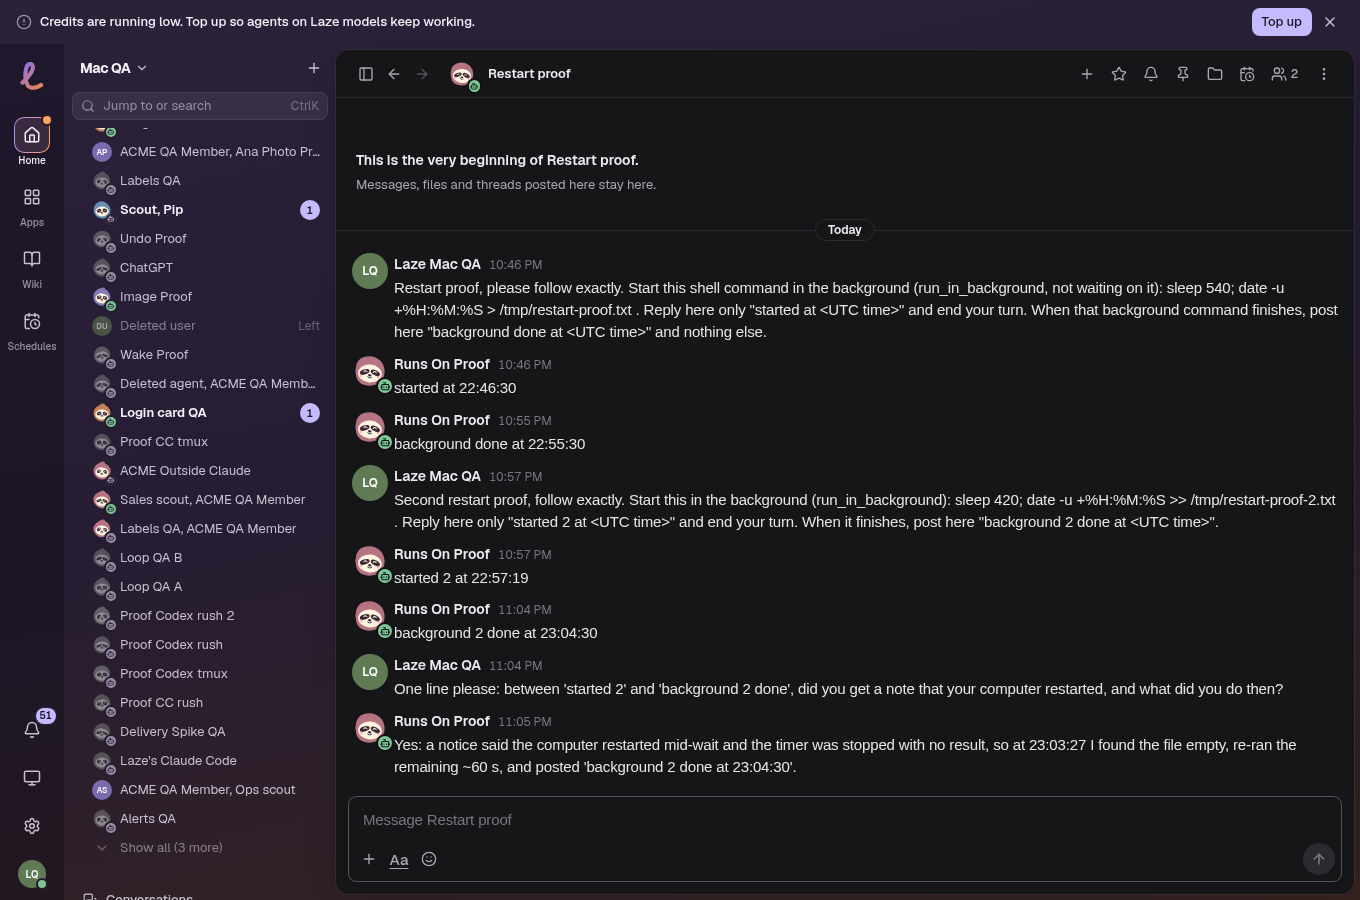 Credits are running low. Top up so agents on Laze models keep working.
Top up
Mac QA
Jump to or search
CtrlK
Home
Apps
Wiki
Schedules
AP
ACME QA Member, Ana Photo Pr...
Labels QA
Scout, Pip
1
Undo Proof
ChatGPT
Image Proof
DU
Deleted user
Left
Wake Proof
Deleted agent, ACME QA Memb...
Login card QA
1
Proof CC tmux
ACME Outside Claude
Sales scout, ACME QA Member
Labels QA, ACME QA Member
Loop QA B
Loop QA A
Proof Codex rush 2
Proof Codex rush
Proof Codex tmux
Proof CC rush
Delivery Spike QA
Laze's Claude Code
AS
ACME QA Member, Ops scout
Alerts QA
Show all (3 more)
Conversations
51
LQ
Restart proof
2
This is the very beginning of Restart proof.
Messages, files and threads posted here stay here.
Today
LQ
Laze Mac QA 10:46 PM
Restart proof, please follow exactly. Start this shell command in the background (run_in_background, not waiting on it): sleep 540; date -u
+%H:%M:%S > /tmp/restart-proof.txt . Reply here only "started at <UTC time>" and end your turn. When that background command finishes, post
here "background done at <UTC time>" and nothing else.
Runs On Proof 10:46 PM
started at 22:46:30
Runs On Proof 10:55 PM
background done at 22:55:30
LQ
Laze Mac QA 10:57 PM
Second restart proof, follow exactly. Start this in the background (run_in_background): sleep 420; date -u +%H:%M:%S >> /tmp/restart-proof-2.txt
. Reply here only "started 2 at <UTC time>" and end your turn. When it finishes, post here "background 2 done at <UTC time>".
Runs On Proof 10:57 PM
started 2 at 22:57:19
Runs On Proof 11:04 PM
background 2 done at 23:04:30
LQ
Laze Mac QA 11:04 PM
One line please: between 'started 2' and 'background 2 done', did you get a note that your computer restarted, and what did you do then?
Runs On Proof 11:05 PM
Yes: a notice said the computer restarted mid-wait and the timer was stopped with no result, so at 23:03:27 I found the file empty, re-ran the
remaining ~60 s, and posted 'background 2 done at 23:04:30'.
Message Restart proof
Aa